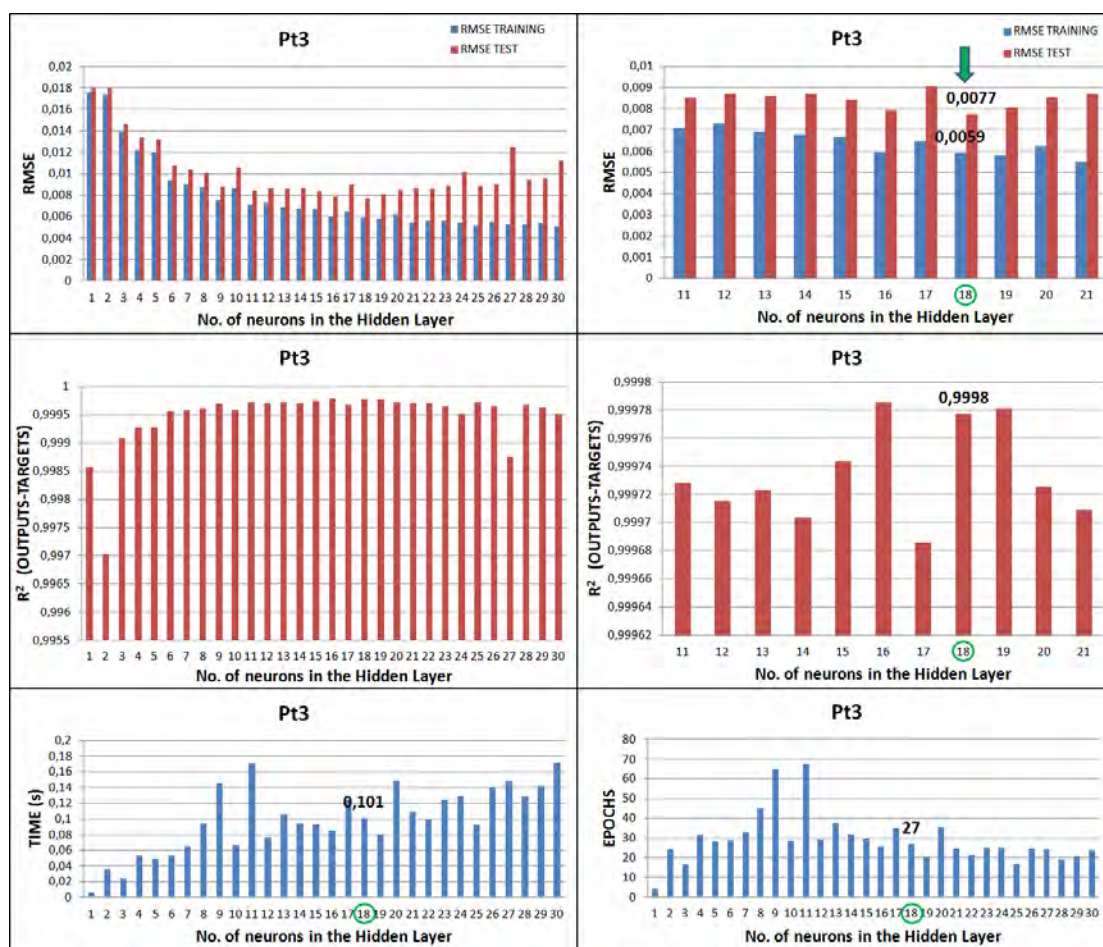 Pt3
RMSE TRAINING
RMSE TEST
RMSE
0,02
0,018
0,016
0,014
0,012
0,01
0,008
0,006
0,004
0,002
0
1 2 3 4 5 6 7 8 9 10 11 12 13 14 15 16 17 18 19 20 21 22 23 24 25 26 27 28 29 30
No. of neurons in the Hidden Layer
Pt3
RMSE TRAINING
RMSE TEST
RMSE
0,01
0,009
0,008
0,007
0,006
0,005
0,004
0,003
0,002
0,001
0
0,0077
0,0059
11 12 13 14 15 16 17 18 19 20 21
No. of neurons in the Hidden Layer
Pt3
R² (OUTPUTS-TARGETS)
1
0,9995
0,999
0,9985
0,998
0,9975
0,997
0,9965
0,996
0,9955
1 2 3 4 5 6 7 8 9 10 11 12 13 14 15 16 17 18 19 20 21 22 23 24 25 26 27 28 29 30
No. of neurons in the Hidden Layer
Pt3
R² (OUTPUTS-TARGETS)
0,9998
0,99978
0,99976
0,99974
0,99972
0,9997
0,99968
0,99966
0,99964
0,99962
0,9998
11 12 13 14 15 16 17 18 19 20 21
No. of neurons in the Hidden Layer
Pt3
TIME (s)
0,2
0,18
0,16
0,14
0,12
0,1
0,08
0,06
0,04
0,02
0
0,101
1 2 3 4 5 6 7 8 9 10 11 12 13 14 15 16 17 18 19 20 21 22 23 24 25 26 27 28 29 30
No. of neurons in the Hidden Layer
Pt3
EPOCHS
80
70
60
50
40
30
20
10
0
27
1 2 3 4 5 6 7 8 9 10 11 12 13 14 15 16 17 18 19 20 21 22 23 24 25 26 27 28 29 30
No. of neurons in the Hidden Layer